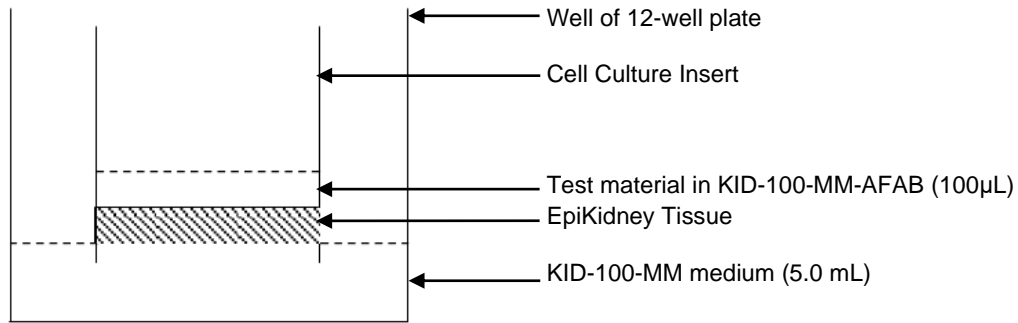 Well of 12-well plate
Cell Culture Insert
Test material in KID-100-MM-AFAB (100µL)
EpiKidney Tissue
KID-100-MM medium (5.0 mL)